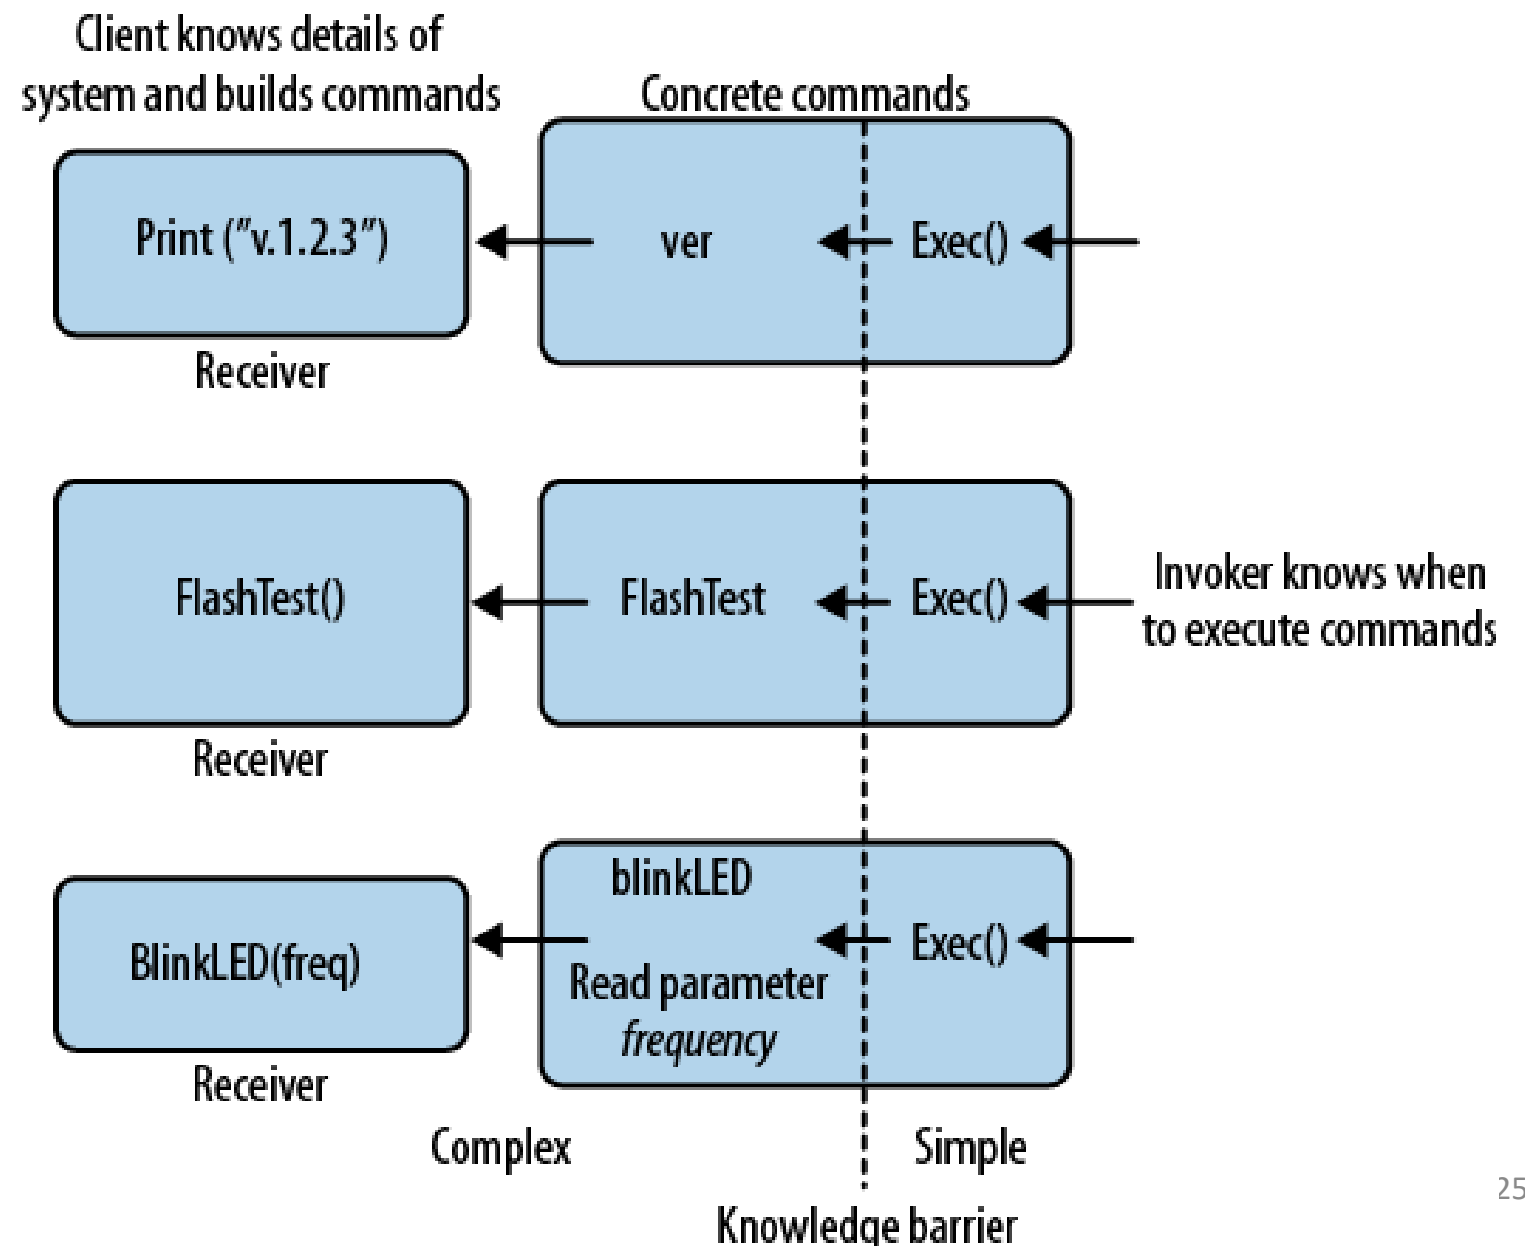 Client knows details of
system and builds commands
Concrete commands
Print ("v.1.2.3")
ver
Exec()
Receiver
FlashTest()
FlashTest
Exec()
Invoker knows when
to execute commands
Receiver
blinkLED
BlinkLED(freq)
Exec()
Read parameter
frequency
Receiver
Complex
Simple
25
Knowledge barrier